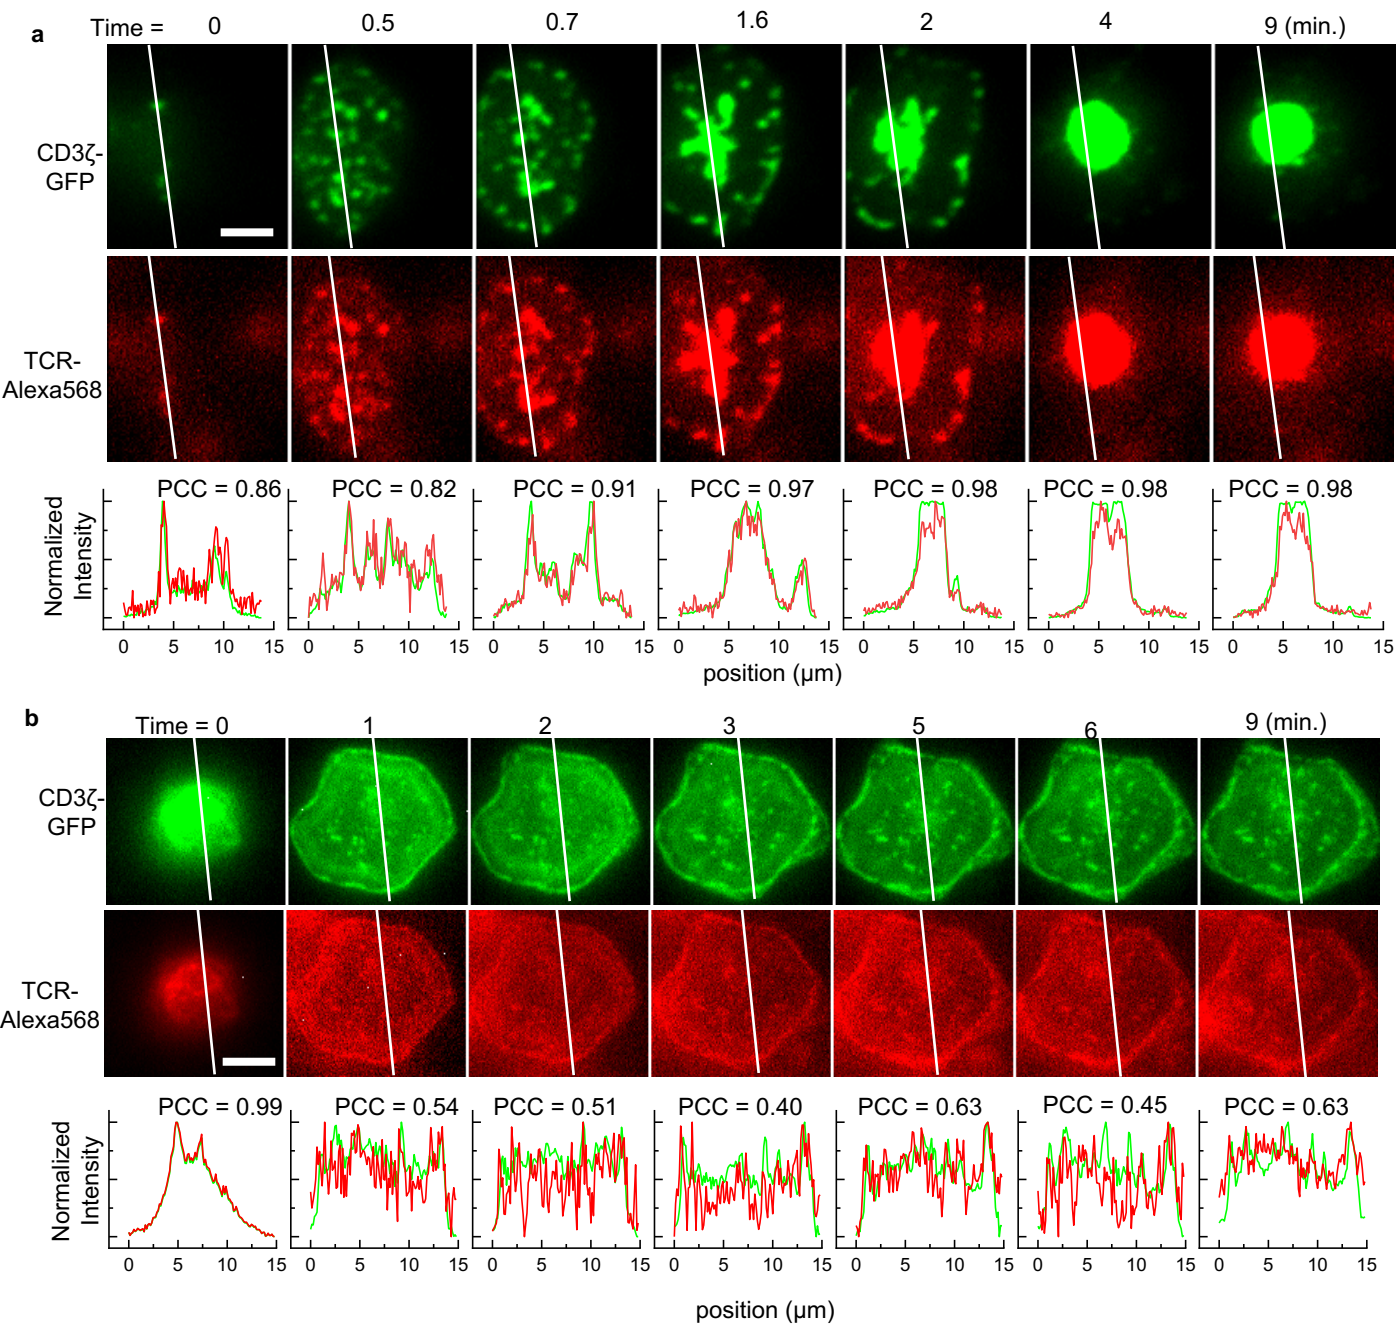 a
Time = 0 0.5 0.7 1.6 2 4 9 (min.)
CD3ζ-
GFP
TCR-
Alexa568
PCC = 0.86 PCC = 0.82 PCC = 0.91 PCC = 0.97 PCC = 0.98 PCC = 0.98 PCC = 0.98
Normalized
Intensity
0 5 10 15 0 5 10 15 0 5 10 15 0 5 10 15 0 5 10 15 0 5 10 15 0 5 10 15
position (µm)
b
Time = 0 1 2 3 5 6 9 (min.)
CD3ζ-
GFP
TCR-
Alexa568
PCC = 0.99 PCC = 0.54 PCC = 0.51 PCC = 0.40 PCC = 0.63 PCC = 0.45 PCC = 0.63
Normalized
Intensity
0 5 10 15 0 5 10 15 0 5 10 15 0 5 10 15 0 5 10 15 0 5 10 15 0 5 10 15
position (µm)